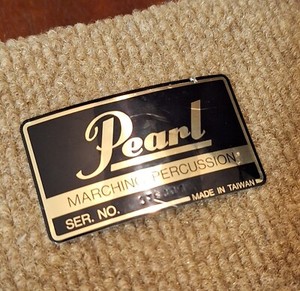 Pearl
MARCHING PERCUSSION
SER. NO.
MADE IN TAIWAN